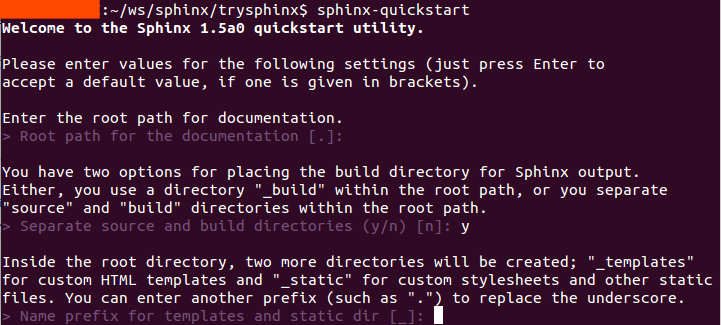 :~/ws/sphinx/trysphinx$ sphinx-quickstart
Welcome to the Sphinx 1.5a0 quickstart utility.
Please enter values for the following settings (just press Enter to
accept a default value, if one is given in brackets).
Enter the root path for documentation.
> Root path for the documentation [.]:
You have two options for placing the build directory for Sphinx output.
Either, you use a directory "_build" within the root path, or you separate
"source" and "build" directories within the root path.
> Separate source and build directories (y/n) [n]: y
Inside the root directory, two more directories will be created; "_templates"
for custom HTML templates and "_static" for custom stylesheets and other static
files. You can enter another prefix (such as ".") to replace the underscore.
> Name prefix for templates and static dir [_]: